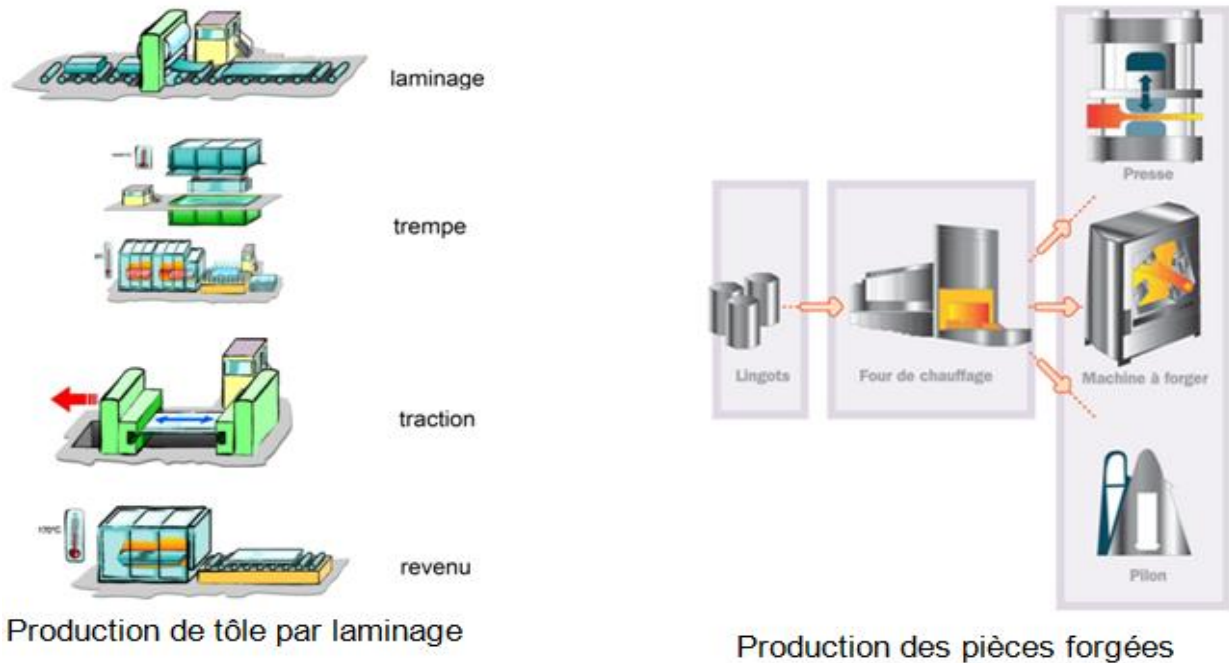 laminage
trempe
traction
170°C
revenu
Production de tôle par laminage
Presse
Lingots
Four de chauffage
Machine à forger
Pilon
Production des pièces forgées